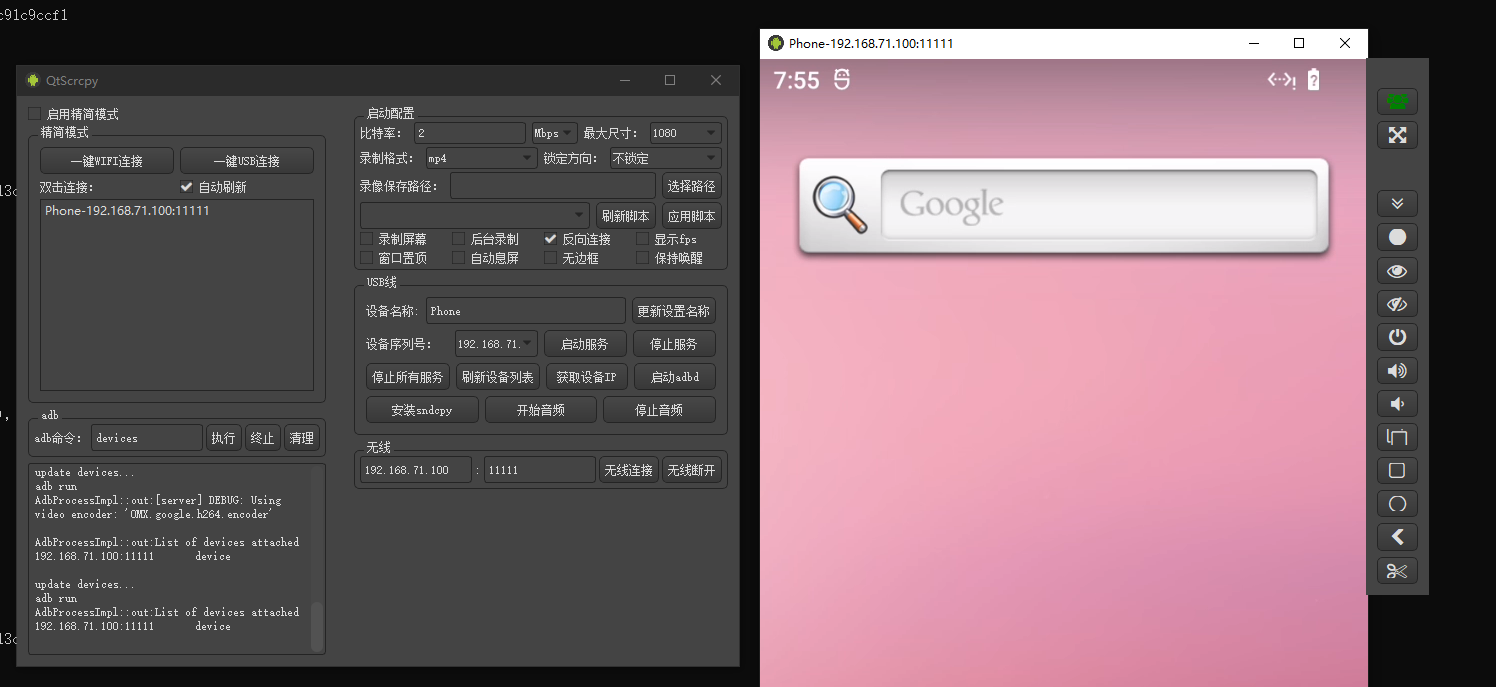 c91c9ccf1
QtScrcpy
启用精简模式
精简模式
一键WIFI连接 一键USB连接
双击连接： 自动刷新
Phone-192.168.71.100:11111
adb
adb命令： devices 执行 终止 清理
update devices...
adb run
AdbProcessImpl::out:[server] DEBUG: Using
video encoder: 'OMX.google.h264.encoder'
AdbProcessImpl::out:List of devices attached
192.168.71.100:11111 device
update devices...
adb run
AdbProcessImpl::out:List of devices attached
192.168.71.100:11111 device
启动配置
比特率： 2 Mbps 最大尺寸： 1080
录制格式： mp4 锁定方向： 不锁定
录像保存路径： 选择路径
刷新脚本 应用脚本
录制屏幕 后台录制 反向连接 显示fps
窗口置顶 自动息屏 无边框 保持唤醒
USB线
设备名称: Phone 更新设置名称
设备序列号： 192.168.71. 启动服务 停止服务
停止所有服务 刷新设备列表 获取设备IP 启动adbd
安装sndcpy 开始音频 停止音频
无线
192.168.71.100 : 11111 无线连接 无线断开
Phone-192.168.71.100:11111
7:55
Google